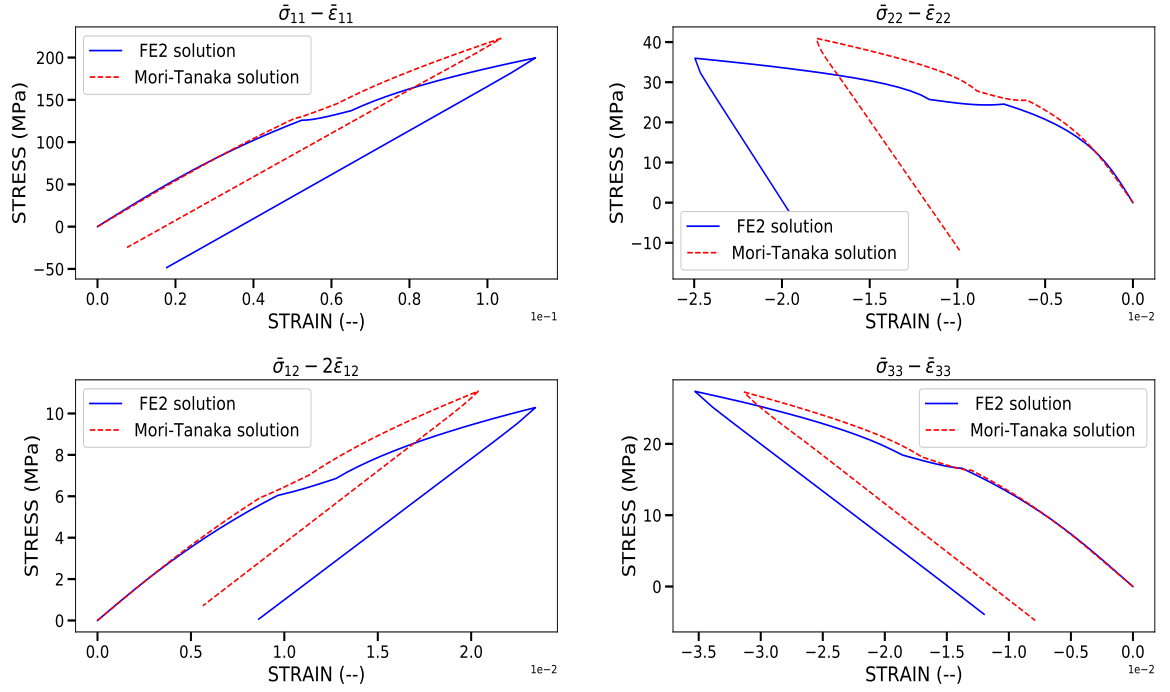 σ̄₁₁ − ε̄₁₁
STRESS (MPa)
200
150
100
50
0
−50
FE2 solution
Mori-Tanaka solution
0.0 0.2 0.4 0.6 0.8 1.0
STRAIN (--)
1e−1
σ̄₂₂ − ε̄₂₂
STRESS (MPa)
40
30
20
10
0
−10
FE2 solution
Mori-Tanaka solution
−2.5 −2.0 −1.5 −1.0 −0.5 0.0
STRAIN (--)
1e−2
σ̄₁₂ − 2ε̄₁₂
STRESS (MPa)
10
8
6
4
2
0
FE2 solution
Mori-Tanaka solution
0.0 0.5 1.0 1.5 2.0
STRAIN (--)
1e−2
σ̄₃₃ − ε̄₃₃
STRESS (MPa)
20
10
0
FE2 solution
Mori-Tanaka solution
−3.5 −3.0 −2.5 −2.0 −1.5 −1.0 −0.5 0.0
STRAIN (--)
1e−2